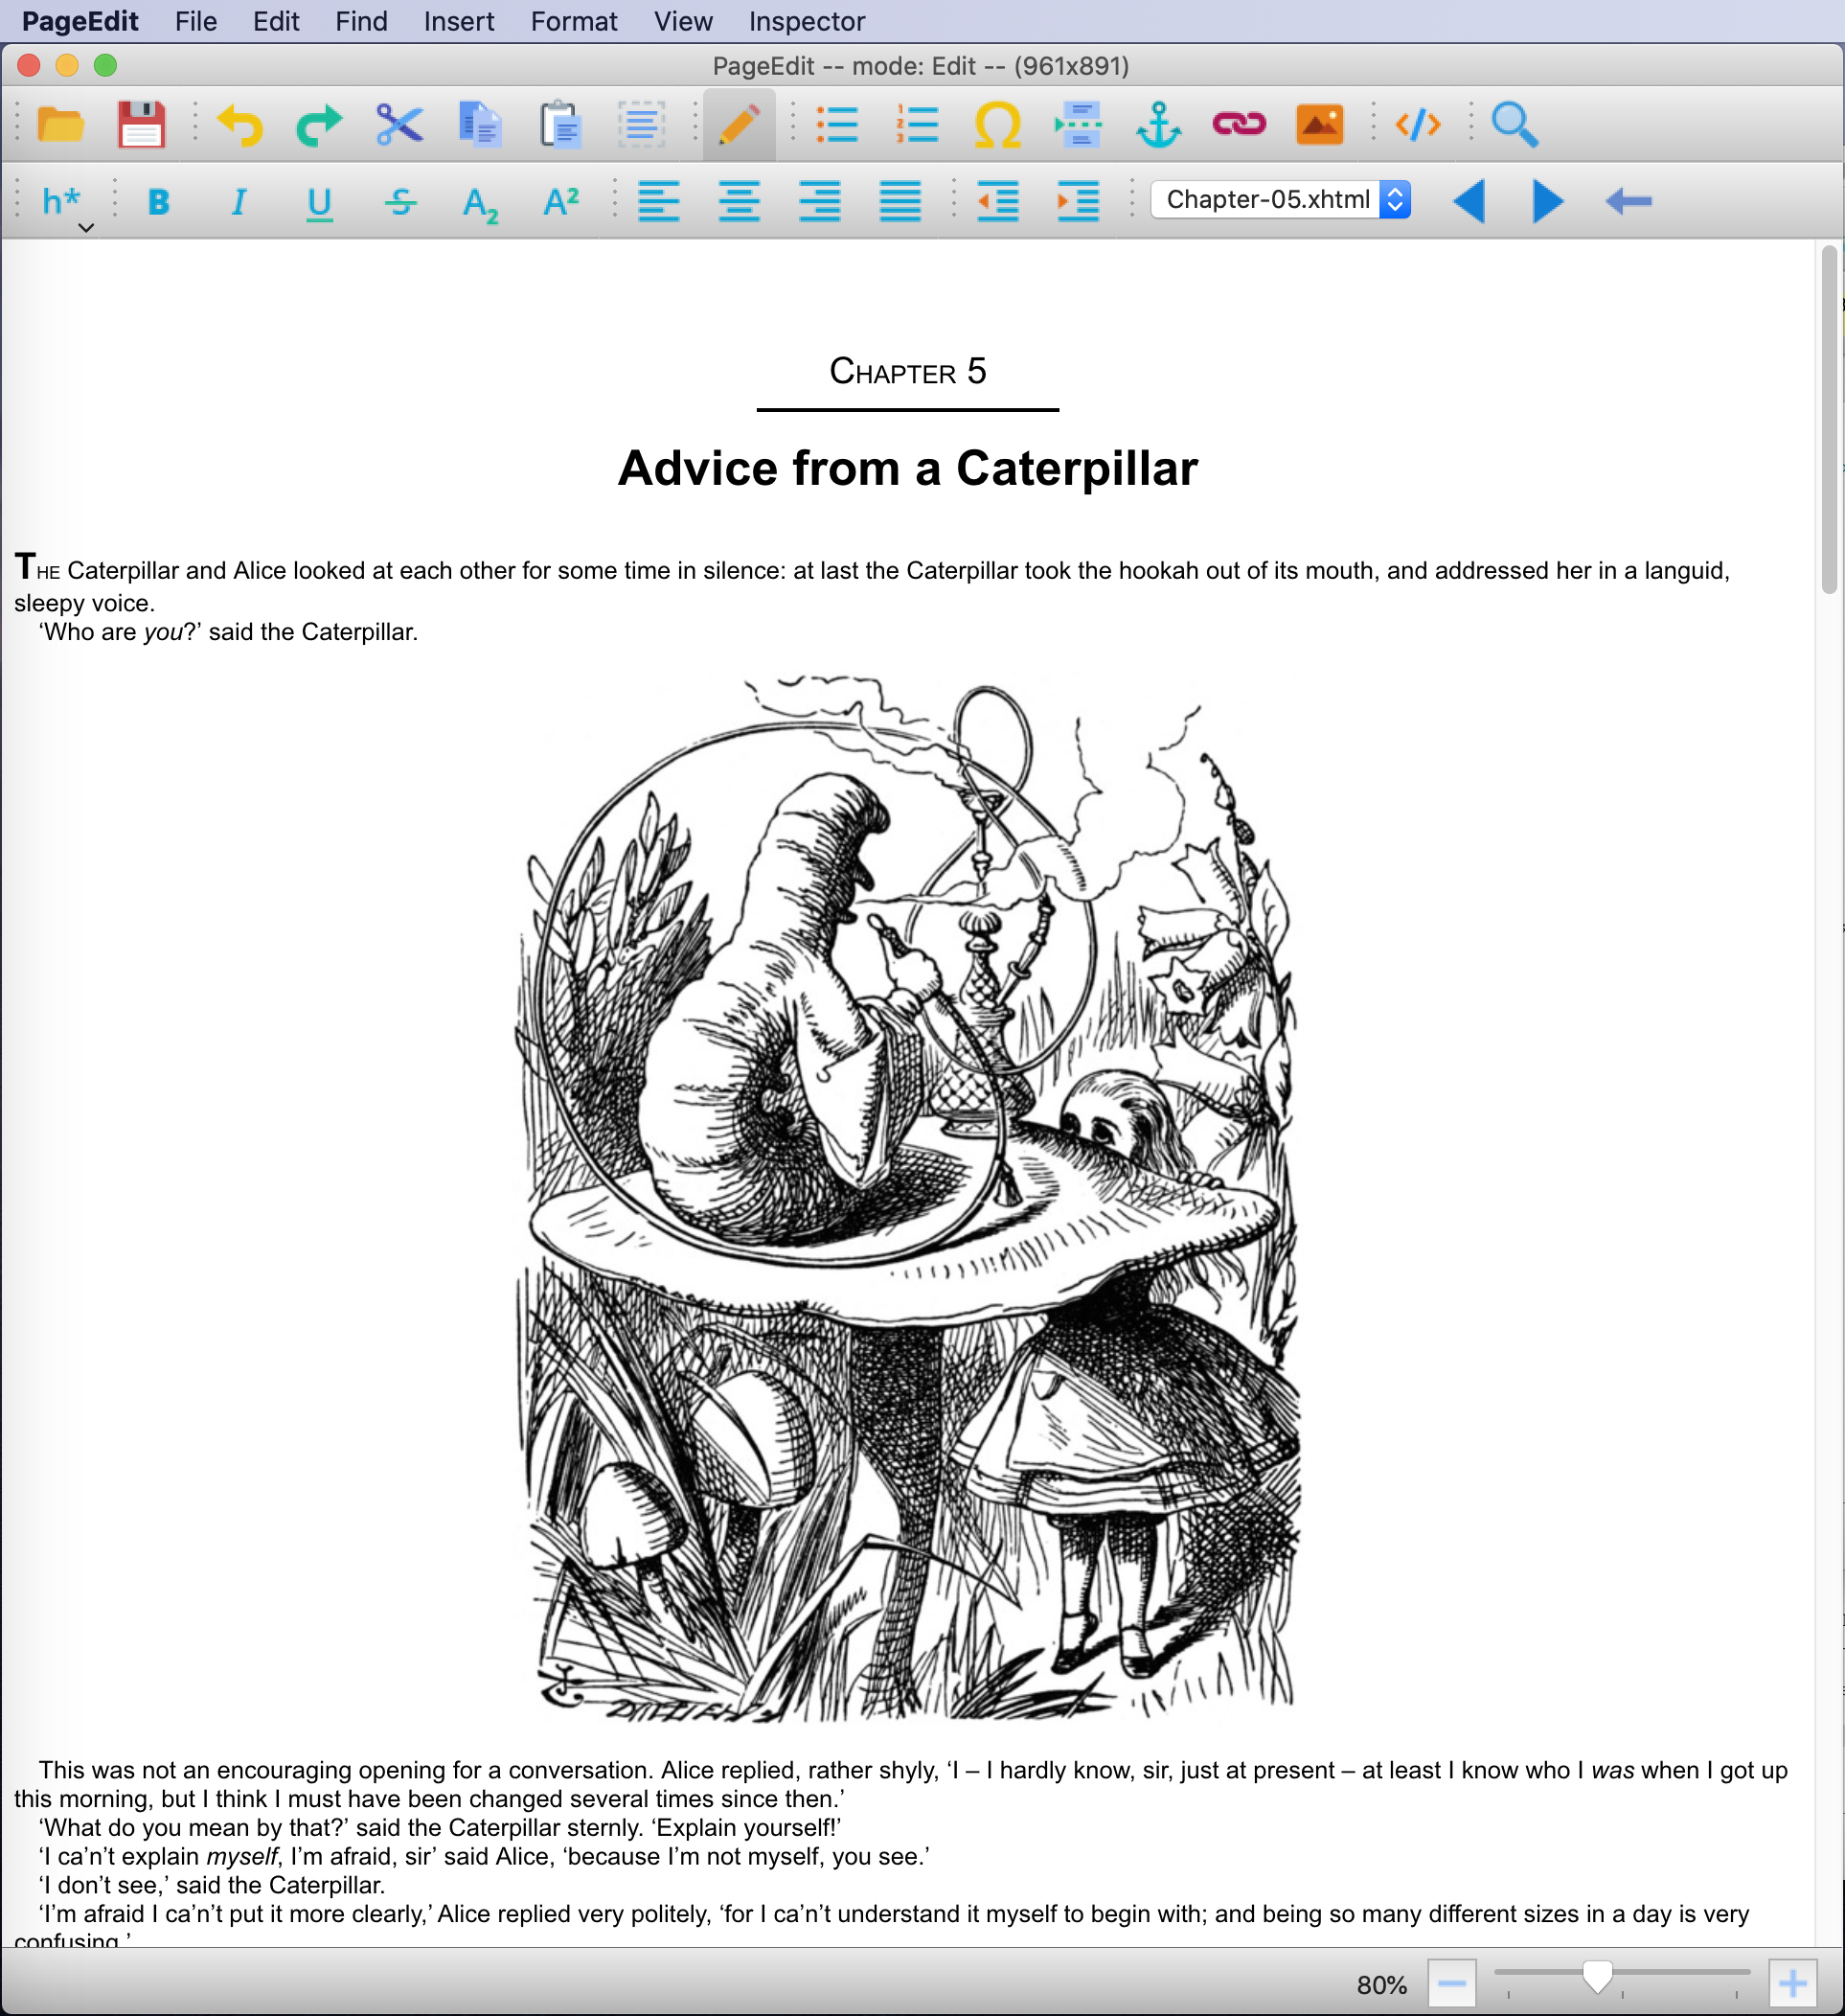 PageEdit File Edit Find Insert Format View Inspector
PageEdit -- mode: Edit -- (961x891)
h* B I U S A2 A2 Chapter-05.xhtml
CHAPTER 5
Advice from a Caterpillar
THE Caterpillar and Alice looked at each other for some time in silence: at last the Caterpillar took the hookah out of its mouth, and addressed her in a languid,
sleepy voice.
‘Who are you?’ said the Caterpillar.
This was not an encouraging opening for a conversation. Alice replied, rather shyly, ‘I – I hardly know, sir, just at present – at least I know who I was when I got up
this morning, but I think I must have been changed several times since then.’
‘What do you mean by that?’ said the Caterpillar sternly. ‘Explain yourself!’
‘I ca’n’t explain myself, I’m afraid, sir’ said Alice, ‘because I’m not myself, you see.’
‘I don’t see,’ said the Caterpillar.
‘I’m afraid I ca’n’t put it more clearly,’ Alice replied very politely, ‘for I ca’n’t understand it myself to begin with; and being so many different sizes in a day is very
confusing.’
80%